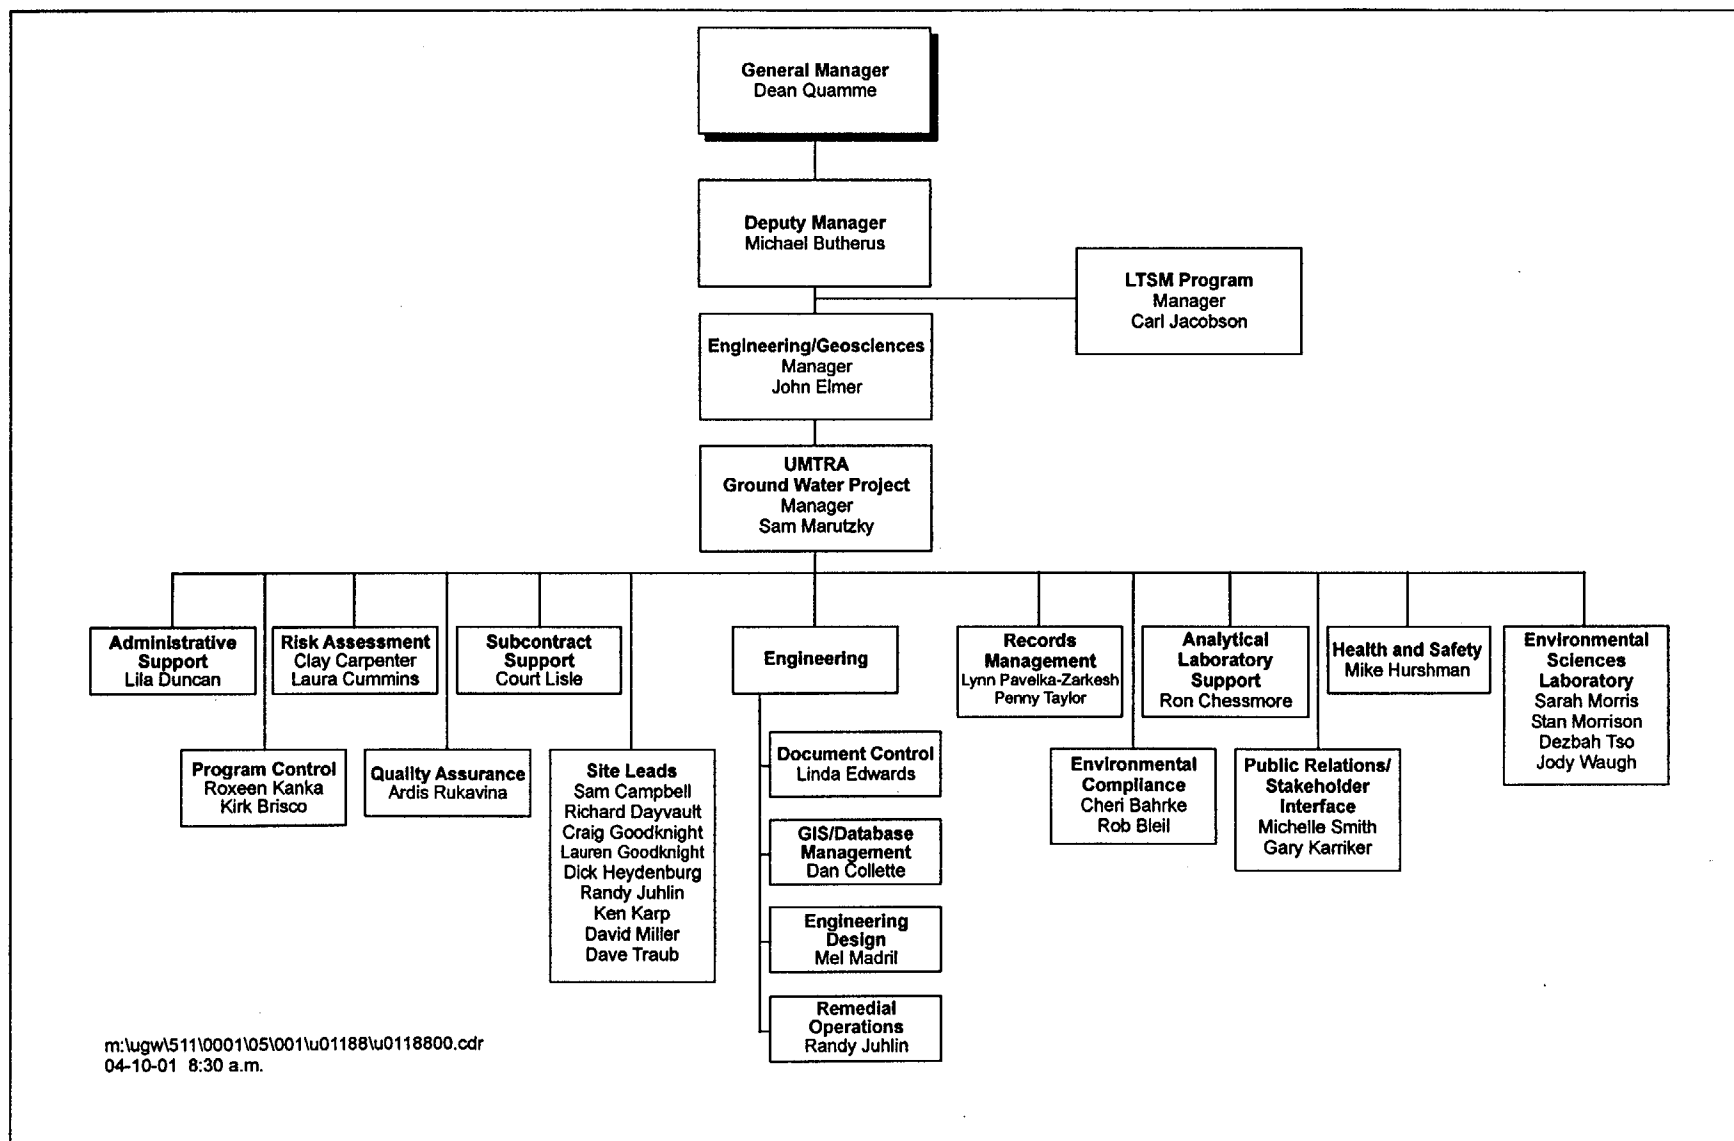 General Manager
Dean Quamme
Deputy Manager
Michael Butherus
LTSM Program
Manager
Carl Jacobson
Engineering/Geosciences
Manager
John Elmer
UMTRA
Ground Water Project
Manager
Sam Marutzky
Administrative
Support
Lila Duncan
Risk Assessment
Clay Carpenter
Laura Cummins
Subcontract
Support
Court Lisle
Engineering
Records
Management
Lynn Pavelka-Zarkesh
Penny Taylor
Analytical
Laboratory
Support
Ron Chessmore
Health and Safety
Mike Hurshman
Environmental
Sciences
Laboratory
Sarah Morris
Stan Morrison
Dezbah Tso
Jody Waugh
Program Control
Roxeen Kanka
Kirk Brisco
Quality Assurance
Ardis Rukavina
Site Leads
Sam Campbell
Richard Dayvault
Craig Goodknight
Lauren Goodknight
Dick Heydenburg
Randy Juhlin
Ken Karp
David Miller
Dave Traub
Document Control
Linda Edwards
GIS/Database
Management
Dan Collette
Engineering
Design
Mel Madril
Remedial
Operations
Randy Juhlin
Environmental
Compliance
Cheri Bahrke
Rob Bleil
Public Relations/
Stakeholder
Interface
Michelle Smith
Gary Karriker
m:\ugw\511\0001\05\001\u01188\u0118800.cdr
04-10-01 8:30 a.m.